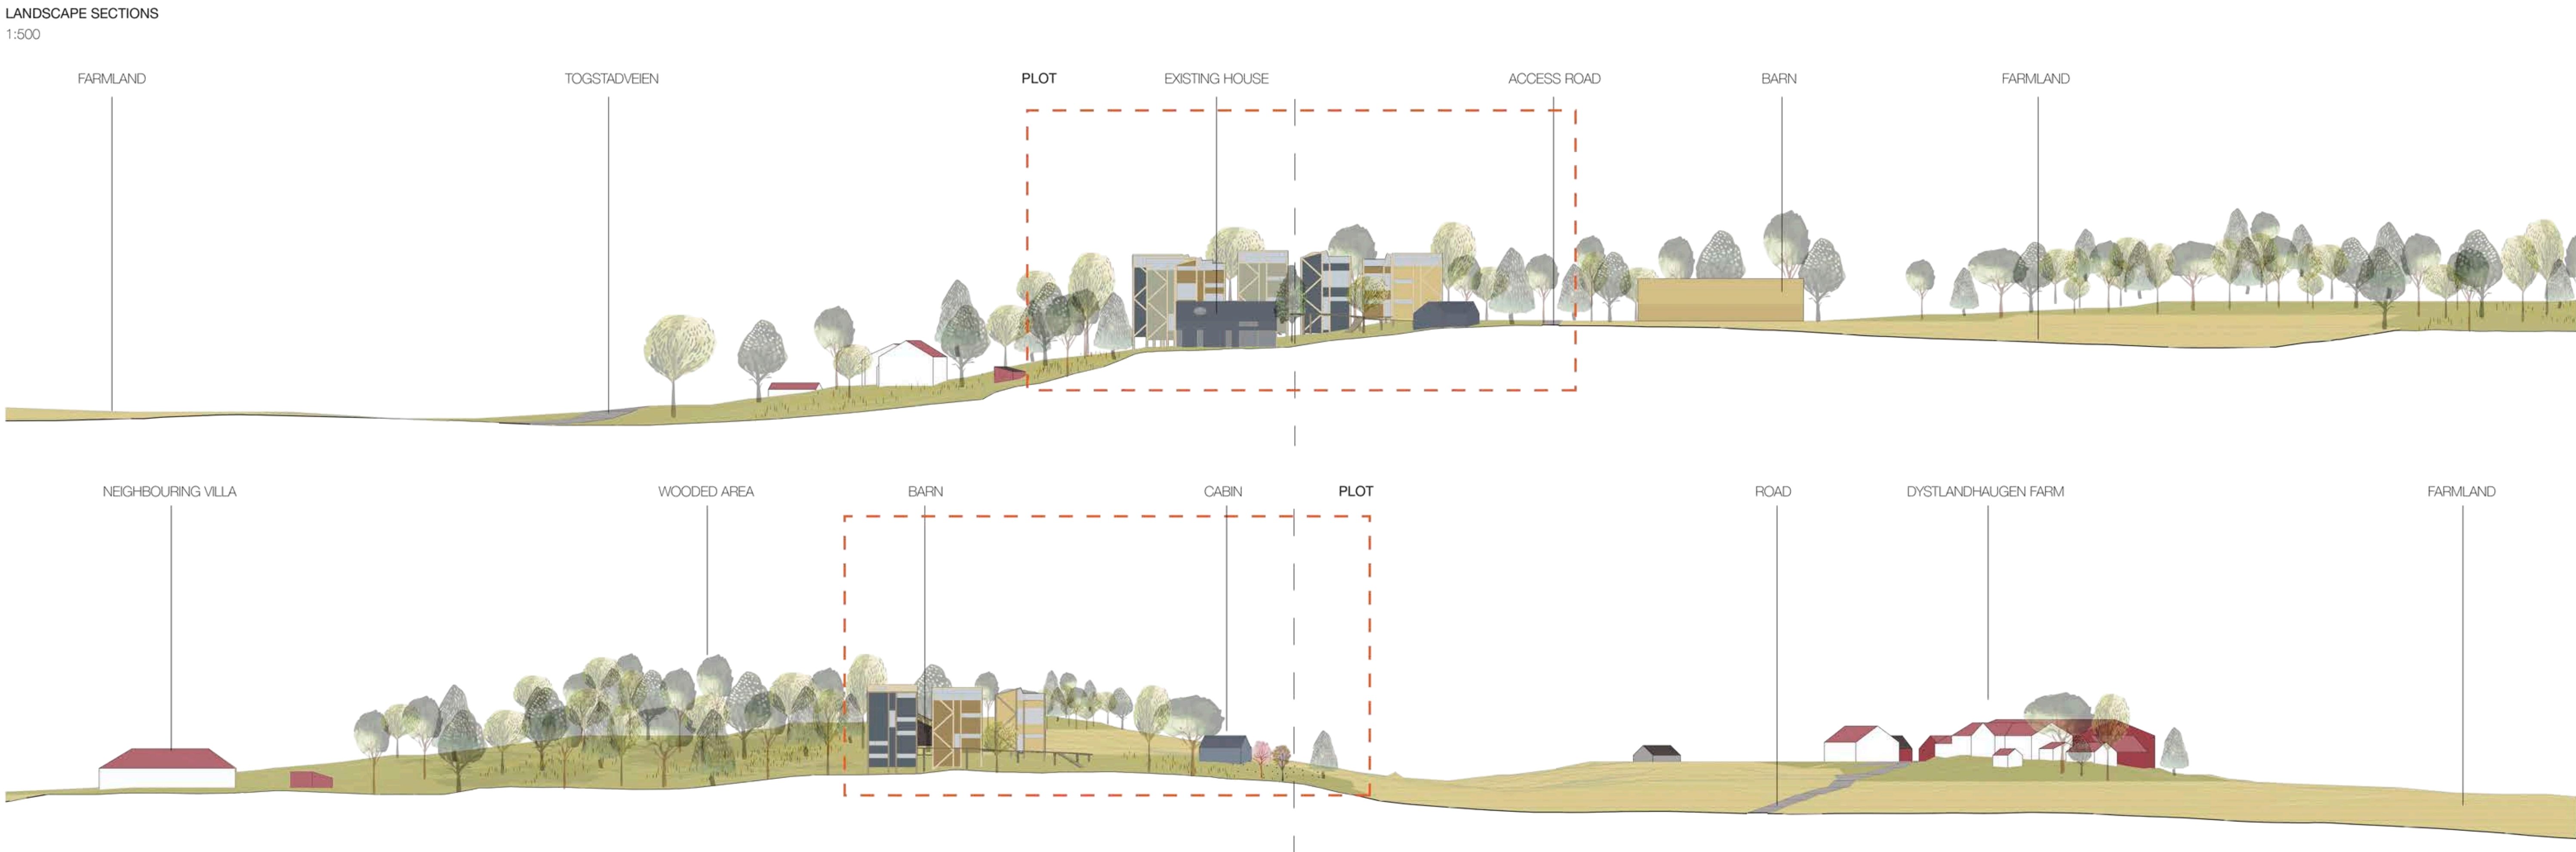 LANDSCAPE SECTIONS
1:500
FARMLAND
TOGSTADVEIEN
PLOT
EXISTING HOUSE
ACCESS ROAD
BARN
FARMLAND
NEIGHBOURING VILLA
WOODED AREA
BARN
CABIN
PLOT
ROAD
DYSTLANDHAUGEN FARM
FARMLAND